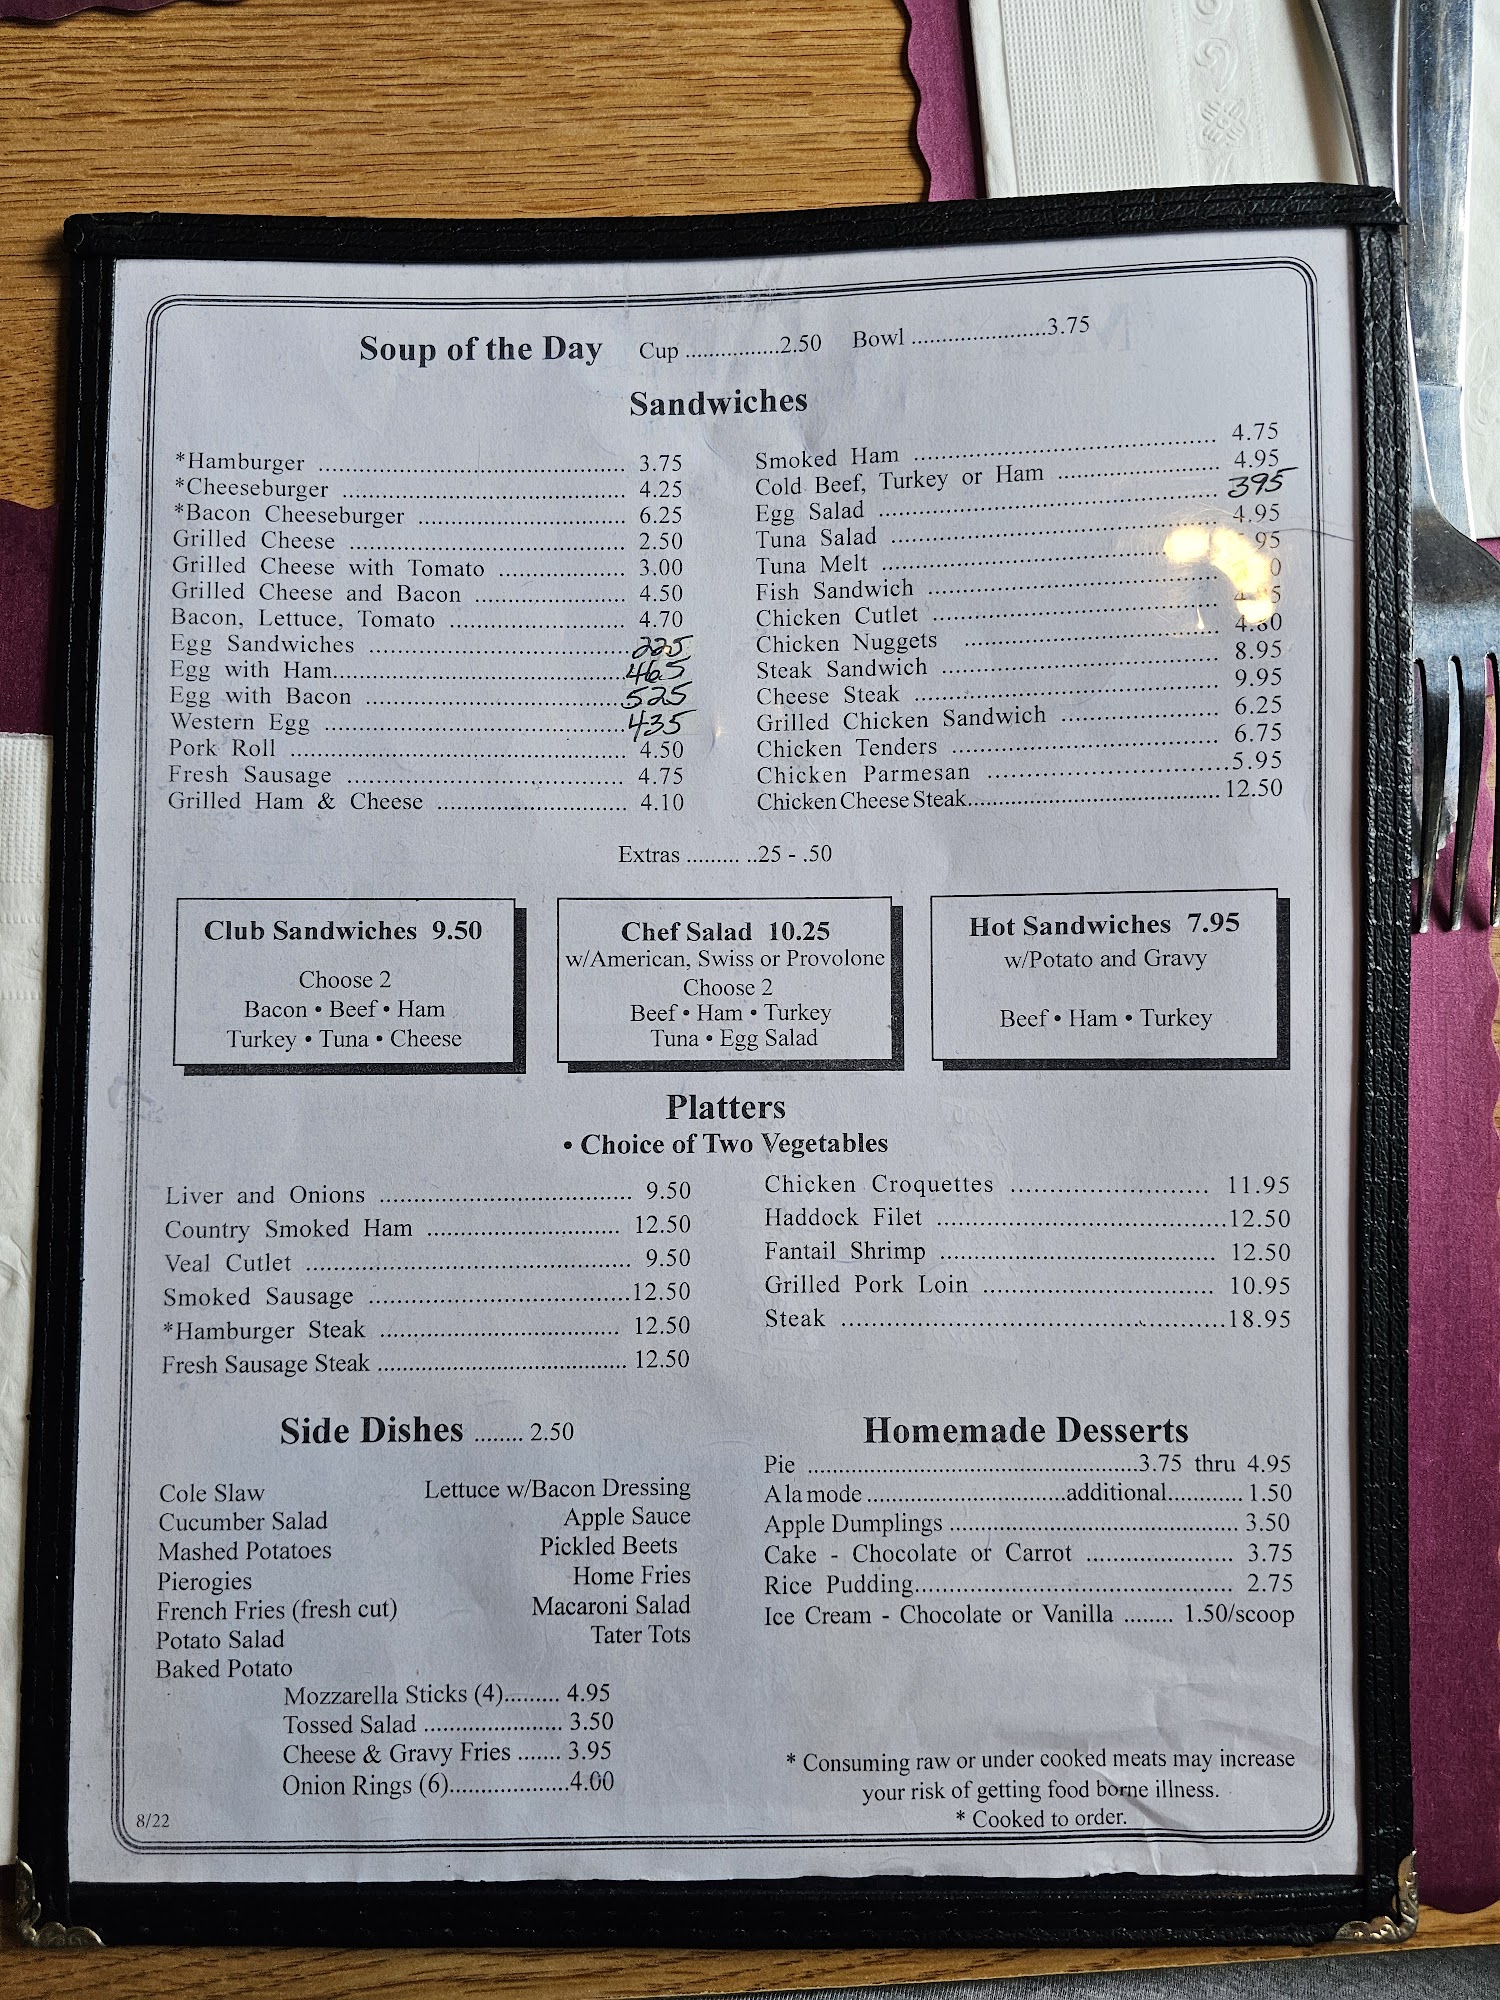 Soup of the Day Cup ...............2.50 Bowl ......................3.75
Sandwiches
*Hamburger .......................................... 3.75
*Cheeseburger ....................................... 4.25
*Bacon Cheeseburger ............................. 6.25
Grilled Cheese ...................................... 2.50
Grilled Cheese with Tomato .................. 3.00
Grilled Cheese and Bacon ..................... 4.50
Bacon, Lettuce, Tomato ........................ 4.70
Egg Sandwiches ..................................225
Egg with Ham.........................................465
Egg with Bacon ....................................525
Western Egg ..........................................435
Pork Roll .............................................. 4.50
Fresh Sausage ....................................... 4.75
Grilled Ham & Cheese .......................... 4.10
Smoked Ham .......................................... 4.75
Cold Beef, Turkey or Ham ...................... 4.95
Egg Salad ............................................... 395
Tuna Salad ............................................. 4.95
Tuna Melt ...............................................
Fish Sandwich ........................................
Chicken Cutlet .......................................
Chicken Nuggets ................................... 4.80
Steak Sandwich ...................................... 8.95
Cheese Steak .......................................... 9.95
Grilled Chicken Sandwich ...................... 6.25
Chicken Tenders ..................................... 6.75
Chicken Parmesan ..................................5.95
Chicken Cheese Steak................................... 12.50
Extras ......... ..25 - .50
Club Sandwiches 9.50
Choose 2
Bacon • Beef • Ham
Turkey • Tuna • Cheese
Chef Salad 10.25
w/American, Swiss or Provolone
Choose 2
Beef • Ham • Turkey
Tuna • Egg Salad
Hot Sandwiches 7.95
w/Potato and Gravy
Beef • Ham • Turkey
Platters
• Choice of Two Vegetables
Liver and Onions ................................... 9.50
Country Smoked Ham ........................... 12.50
Veal Cutlet ............................................. 9.50
Smoked Sausage ....................................12.50
*Hamburger Steak ................................. 12.50
Fresh Sausage Steak ....................................... 12.50
Chicken Croquettes ........................... 11.95
Haddock Filet ........................................12.50
Fantail Shrimp ...................................... 12.50
Grilled Pork Loin ................................ 10.95
Steak .....................................................18.95
Side Dishes ........ 2.50
Cole Slaw
Cucumber Salad
Mashed Potatoes
Pierogies
French Fries (fresh cut)
Potato Salad
Baked Potato
Lettuce w/Bacon Dressing
Apple Sauce
Pickled Beets
Home Fries
Macaroni Salad
Tater Tots
Mozzarella Sticks (4)......... 4.95
Tossed Salad ...................... 3.50
Cheese & Gravy Fries ....... 3.95
Onion Rings (6)...................4.00
Homemade Desserts
Pie ..............................................3.75 thru 4.95
A la mode ...............................additional............ 1.50
Apple Dumplings ............................................. 3.50
Cake - Chocolate or Carrot ..................... 3.75
Rice Pudding............................................. 2.75
Ice Cream - Chocolate or Vanilla ........ 1.50/scoop
* Consuming raw or under cooked meats may increase
your risk of getting food borne illness.
* Cooked to order.
8/22